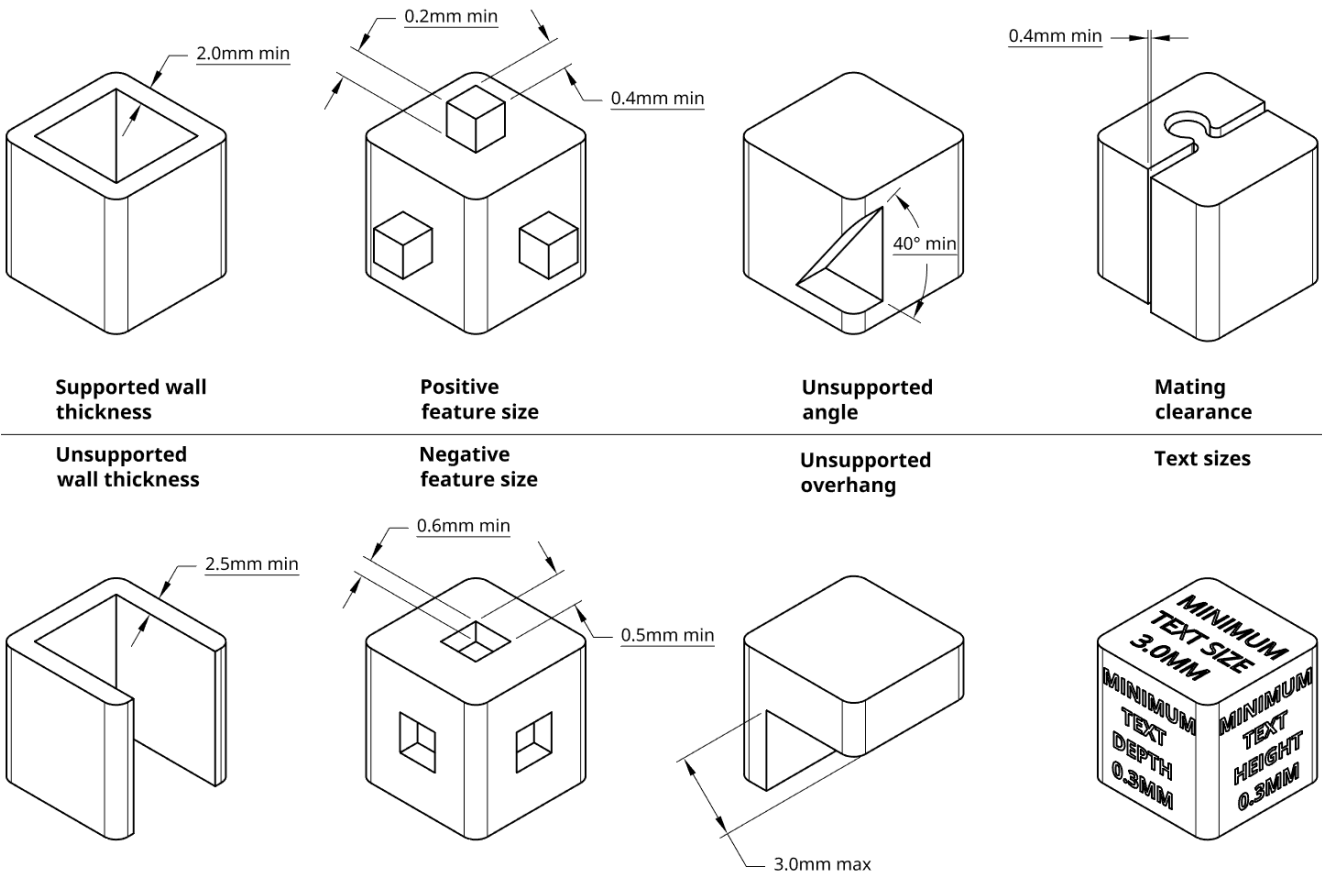 2.0mm min
0.2mm min
0.4mm min
40° min
0.4mm min
Supported wall
thickness
Positive
feature size
Unsupported
angle
Mating
clearance
Unsupported
wall thickness
Negative
feature size
Unsupported
overhang
Text sizes
2.5mm min
0.6mm min
0.5mm min
3.0mm max
MINIMUM
TEXT SIZE
3.0MM
MINIMUM
TEXT
DEPTH
0.3MM
MINIMUM
TEXT
HEIGHT
0.3MM